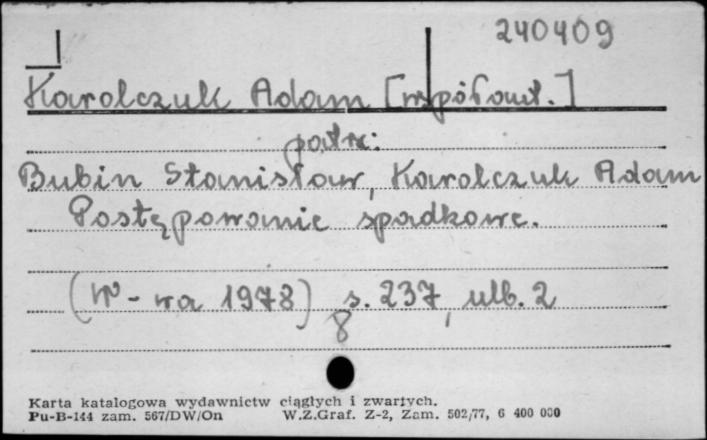 240409
Karolczuk Adam [współaut.]
patrz:
Bubin Stanisław, Karolczuk Adam
Postępowanie spadkowe.
(W-wa 1978) s. 237, ulb. 2
8
Karta katalogowa wydawnictw ciągłych i zwartych.
Pu-B-144 zam. 567/DW/On W.Z.Graf. Z-2, Zam. 502/77, 6 400 000